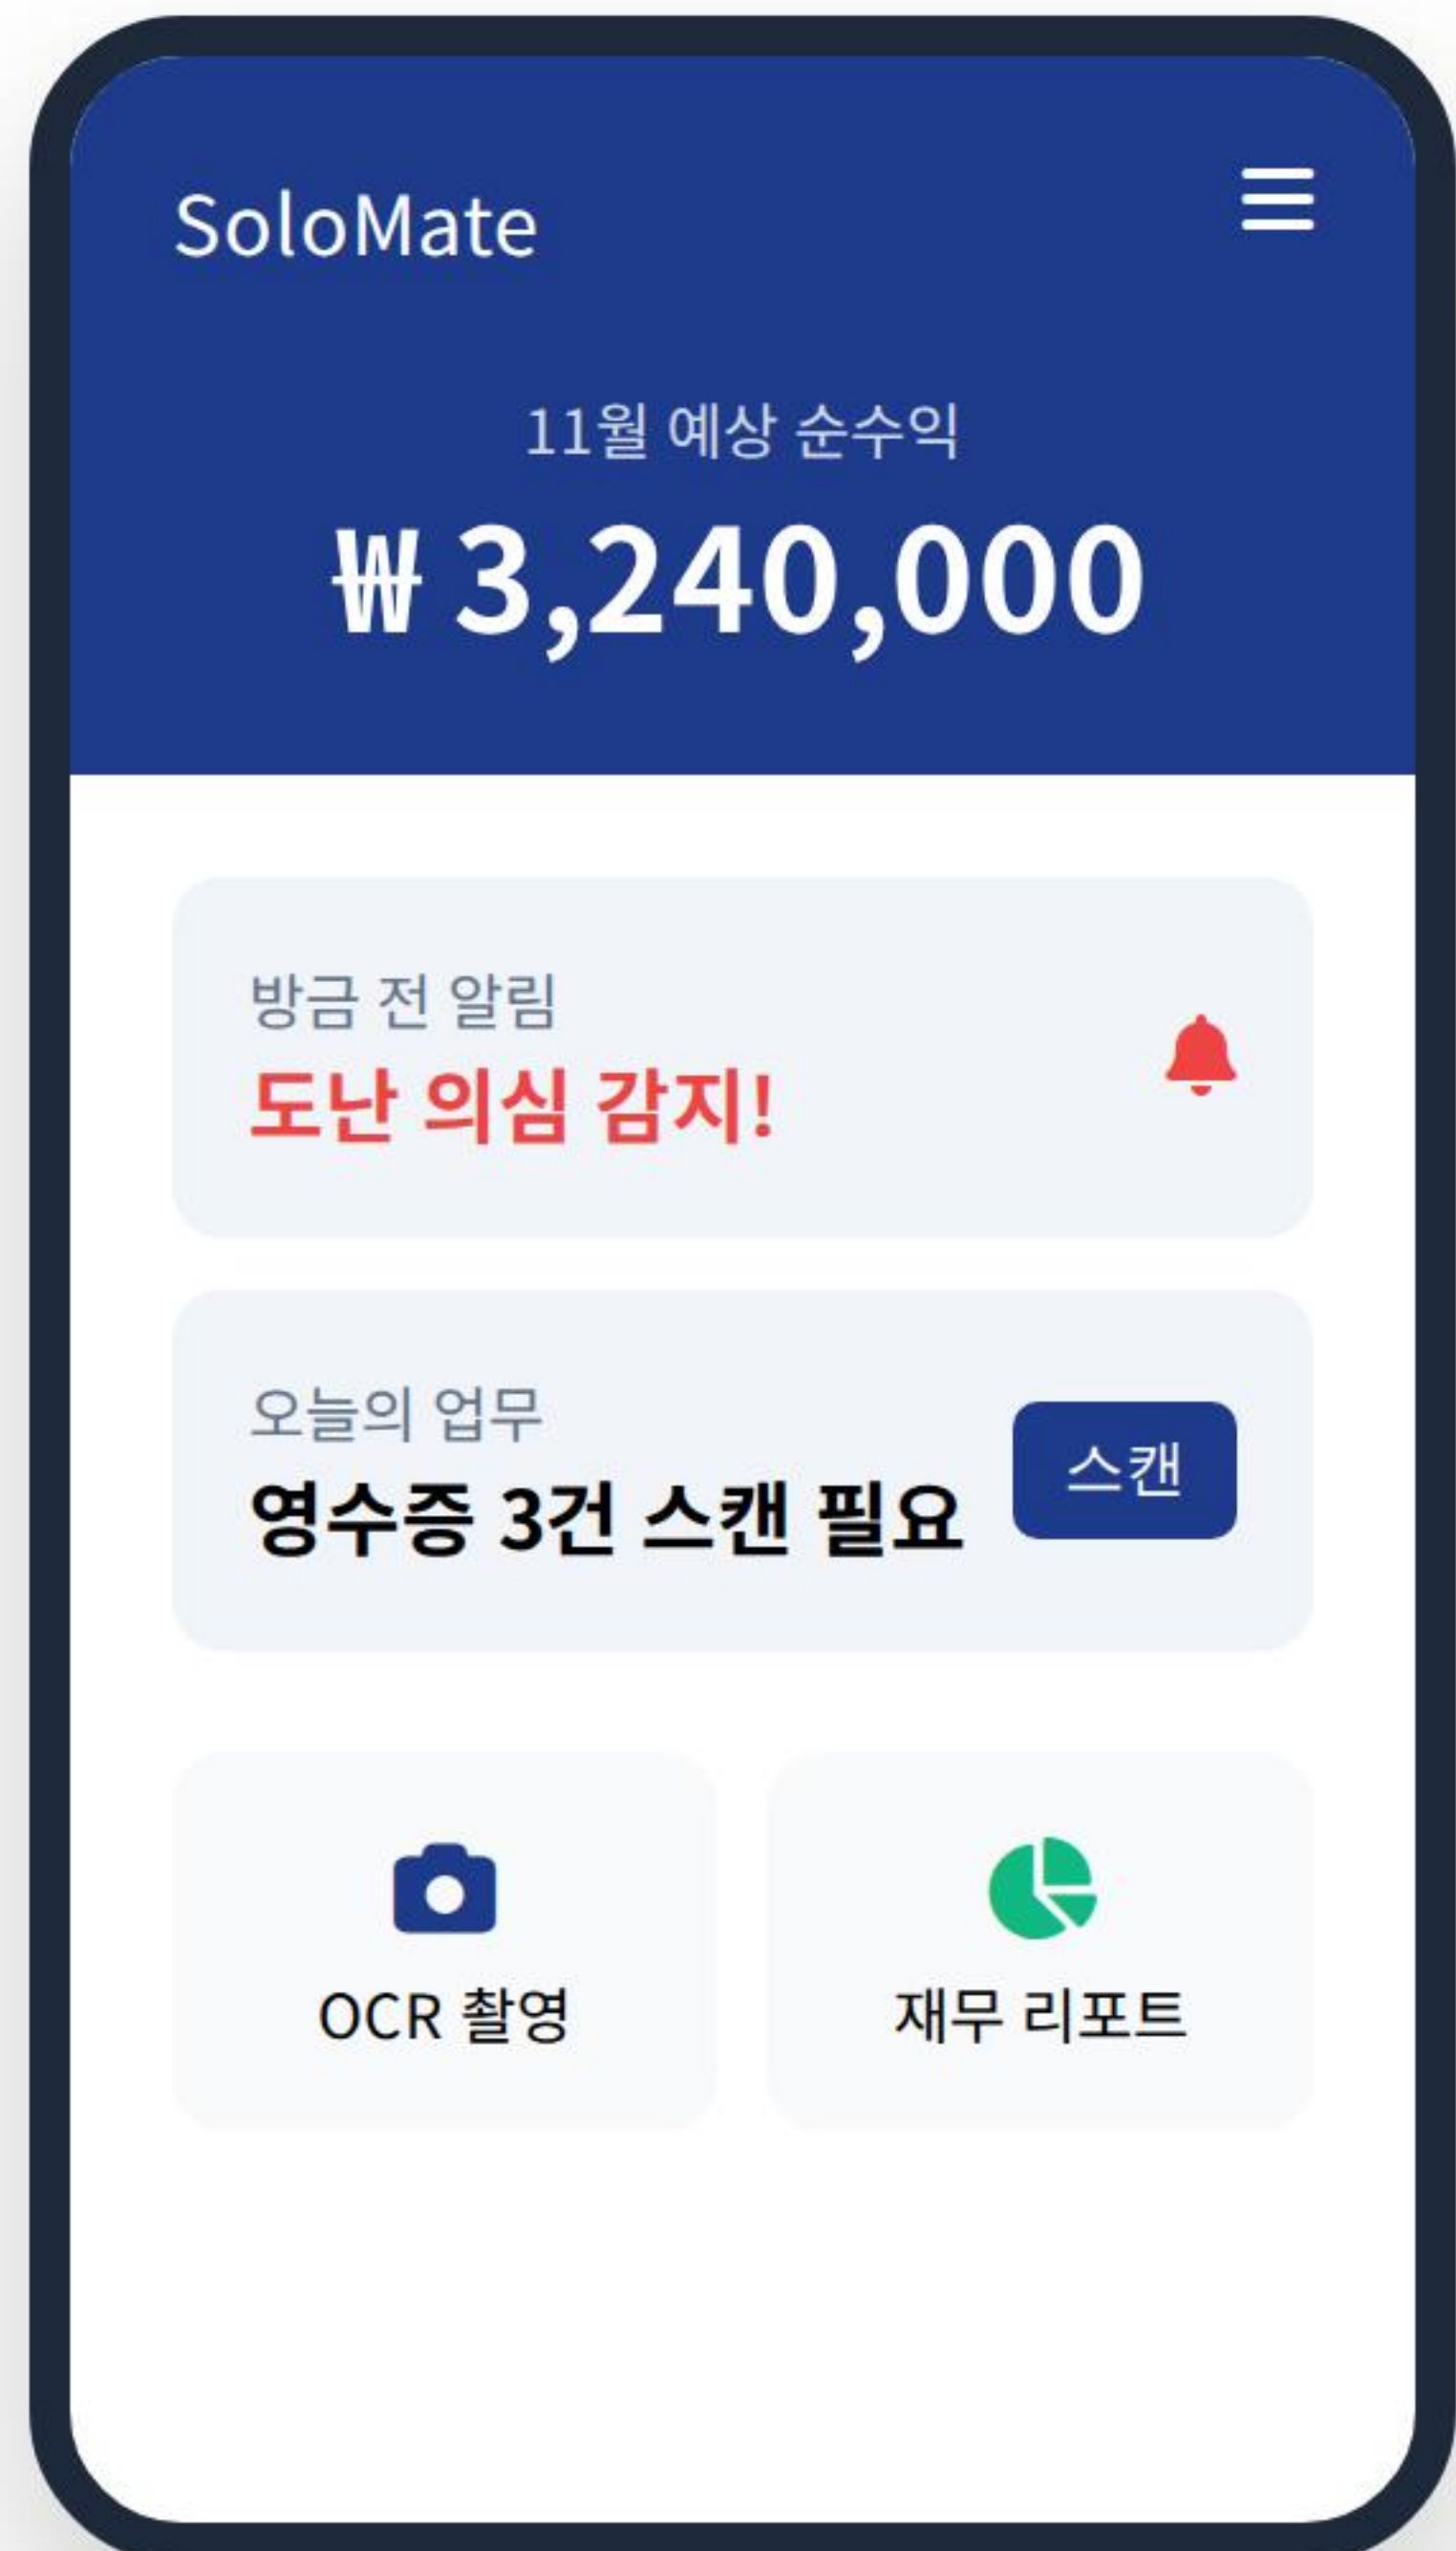 SoloMate
11월 예상 순수익
₩ 3,240,000
방금 전 알림
도난 의심 감지!
오늘의 업무
영수증 3건 스캔 필요
스캔
OCR 촬영
재무 리포트